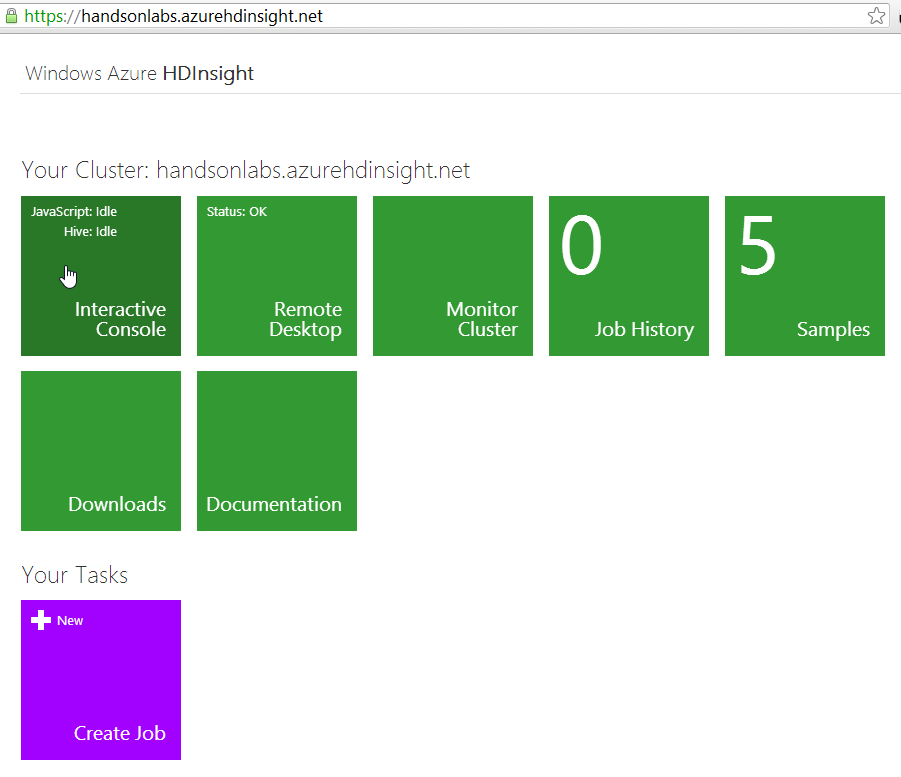 https://handsonlabs.azurehdinsight.net
Windows Azure HDInsight
Your Cluster: handsonlabs.azurehdinsight.net
JavaScript: Idle
Hive: Idle
Interactive
Console
Status: OK
Remote
Desktop
Monitor
Cluster
0
Job History
5
Samples
Downloads
Documentation
Your Tasks
New
Create Job